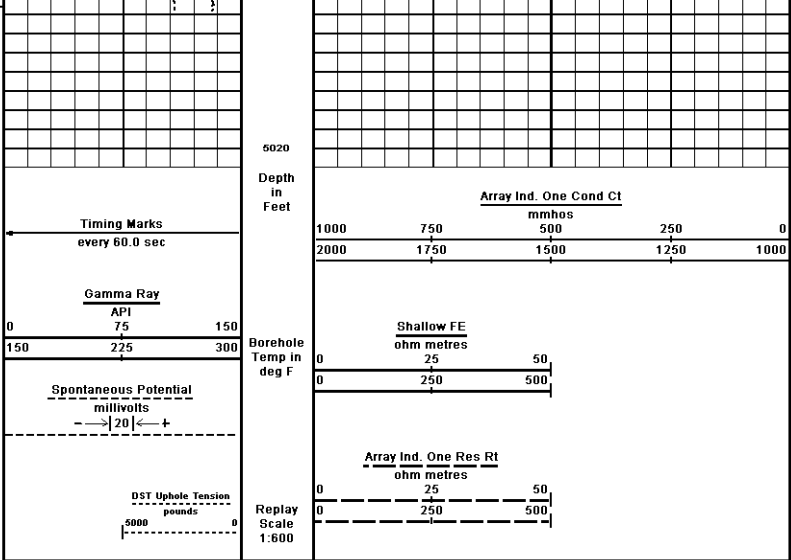 5020
Depth
in
Feet
Timing Marks
every 60.0 sec
Gamma Ray
API
0 75 150
150 225 300
Spontaneous Potential
millivolts
− —>|20|<— +
DST Uphole Tension
pounds
5000 0
Borehole
Temp in
deg F
Replay
Scale
1:600
Array Ind. One Cond Ct
mmhos
1000 750 500 250 0
2000 1750 1500 1250 1000
Shallow FE
ohm metres
0 25 50
0 250 500
Array Ind. One Res Rt
ohm metres
0 25 50
0 250 500